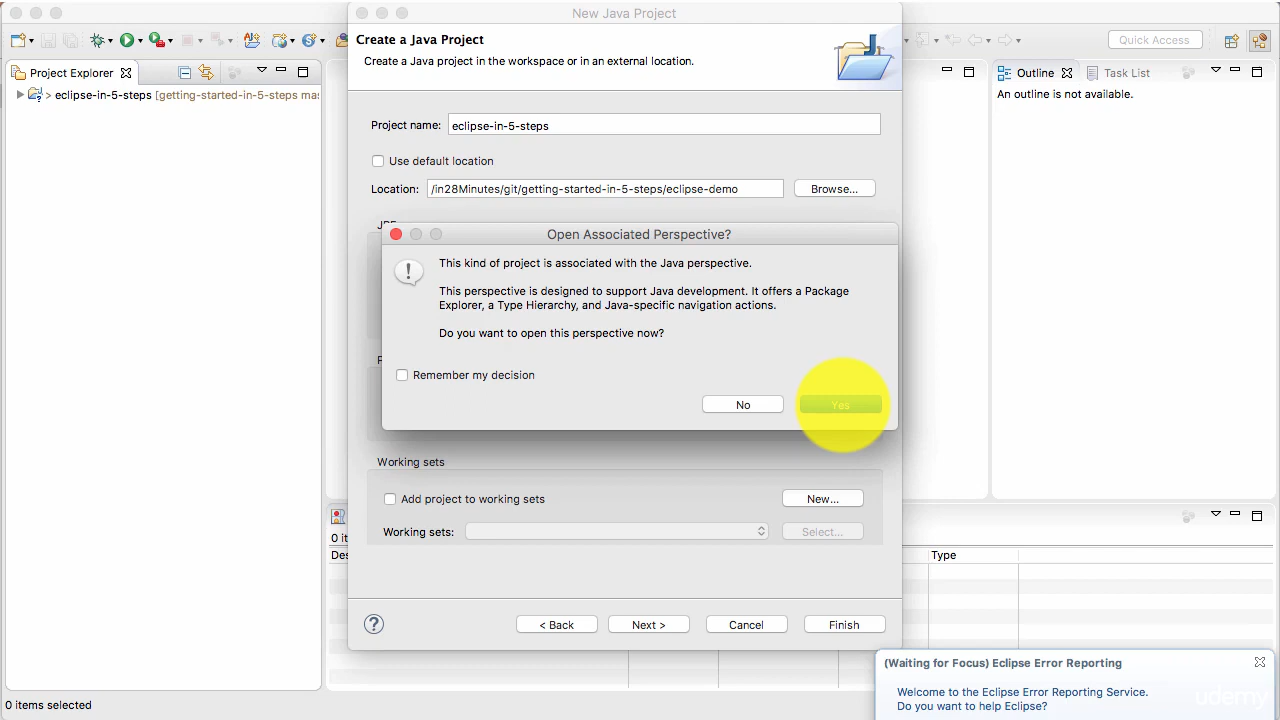 New Java Project
Create a Java Project
Create a Java project in the workspace or in an external location.
Quick Access
Project Explorer
> eclipse-in-5-steps [getting-started-in-5-steps mas
Outline
Task List
An outline is not available.
Project name:
eclipse-in-5-steps
Use default location
Location:
/in28Minutes/git/getting-started-in-5-steps/eclipse-demo
Browse...
Open Associated Perspective?
This kind of project is associated with the Java perspective.
This perspective is designed to support Java development. It offers a Package
Explorer, a Type Hierarchy, and Java-specific navigation actions.
Do you want to open this perspective now?
Remember my decision
No
Yes
Working sets
Add project to working sets
New...
Working sets:
Select...
0 it
Des
Type
?
< Back
Next >
Cancel
Finish
(Waiting for Focus) Eclipse Error Reporting
Welcome to the Eclipse Error Reporting Service.
Do you want to help Eclipse?
udemy
0 items selected